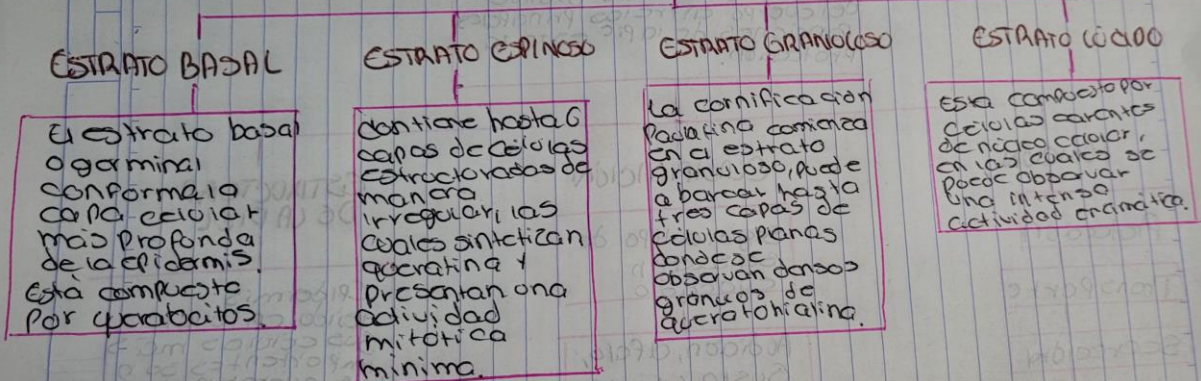 ESTRATO BASAL
El estrato basal
o germinal
conforma la
capa celular
más profunda
de la epidermis.
Está compuesto
por queratocitos.
ESTRATO ESPINOSO
Contiene hasta 6
capas de células
estructuradas de
manera
irregular, las
cuales sintetizan
queratina y
presentan una
actividad
mitótica
mínima.
ESTRATO GRANULOSO
La cornificación
Paulatina comienza
en el estrato
granuloso, puede
abarcar hasta
tres capas de
células planas
donde se
observan densos
gránulos de
queratohialina.
ESTRATO LÚCIDO
Esta compuesto por
células carentes
de núcleo celular,
en las cuales se
puede observar
una intensa
actividad enzimática.